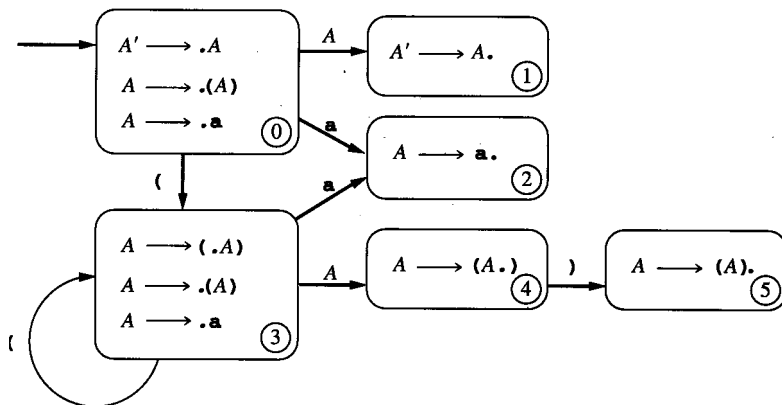 A' ⟶ .A
A ⟶ .(A)
A ⟶ .a
0
A
A' ⟶ A.
1
a
A ⟶ a.
2
(
a
A ⟶ (.A)
A ⟶ .(A)
A ⟶ .a
3
A
A ⟶ (A.)
4
)
A ⟶ (A).
5
(